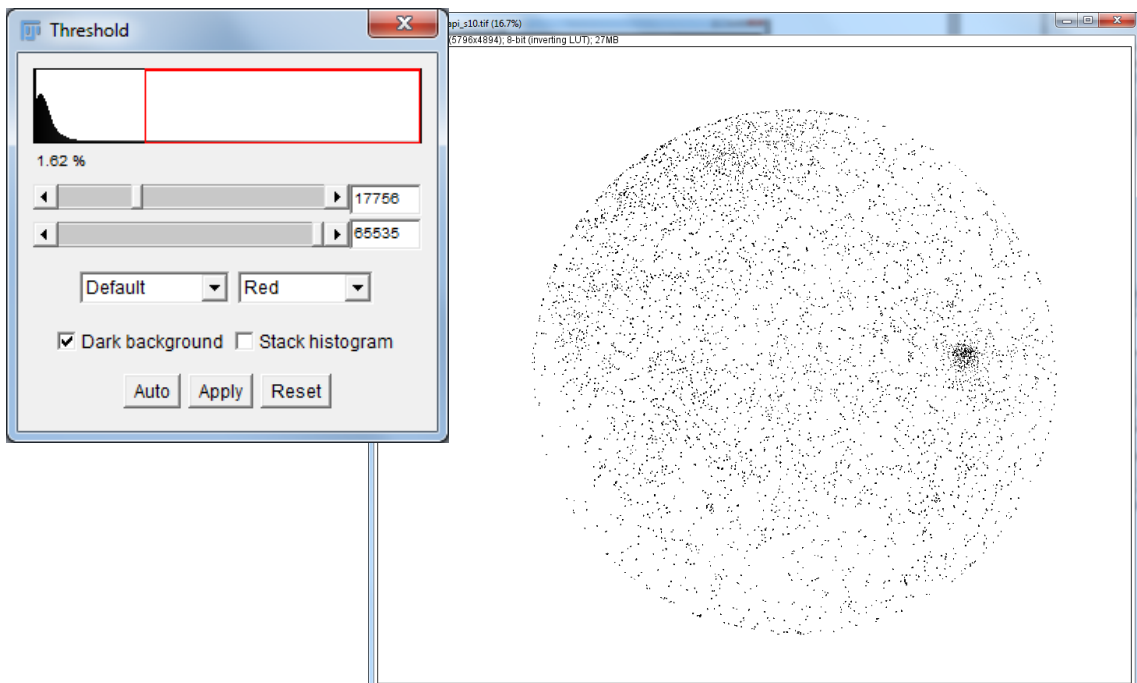 Threshold
1.62 %
17756
65535
Default
Red
Dark background
Stack histogram
Auto
Apply
Reset
api_s10.tif (16.7%)
(5796x4894); 8-bit (inverting LUT); 27MB